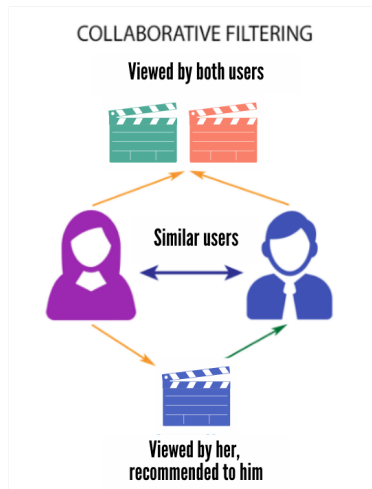 COLLABORATIVE FILTERING
Viewed by both users
Similar users
Viewed by her,
recommended to him